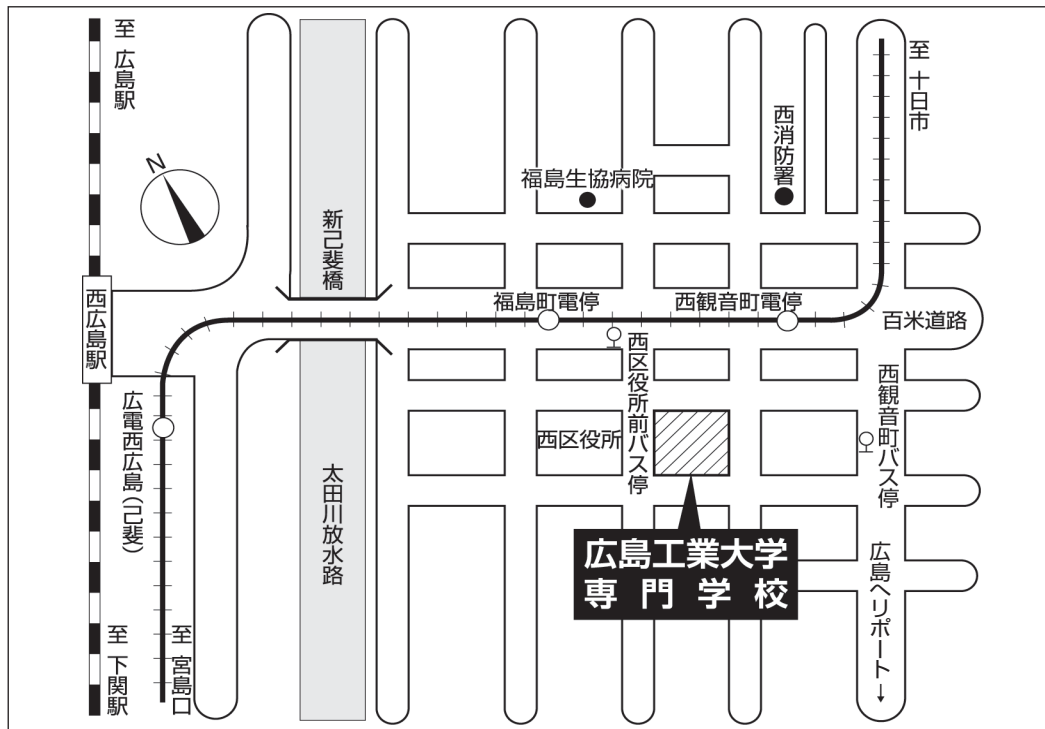 至 広島駅
至 十日市
西消防署
福島生協病院
N
新己斐橋
西広島駅
福島町電停
西観音町電停
百米道路
広電西広島(己斐)
西区役所前バス停
西観音町バス停
西区役所
太田川放水路
広島工業大学
専門学校
広島ヘリポート→
至 下関駅
至 宮島口